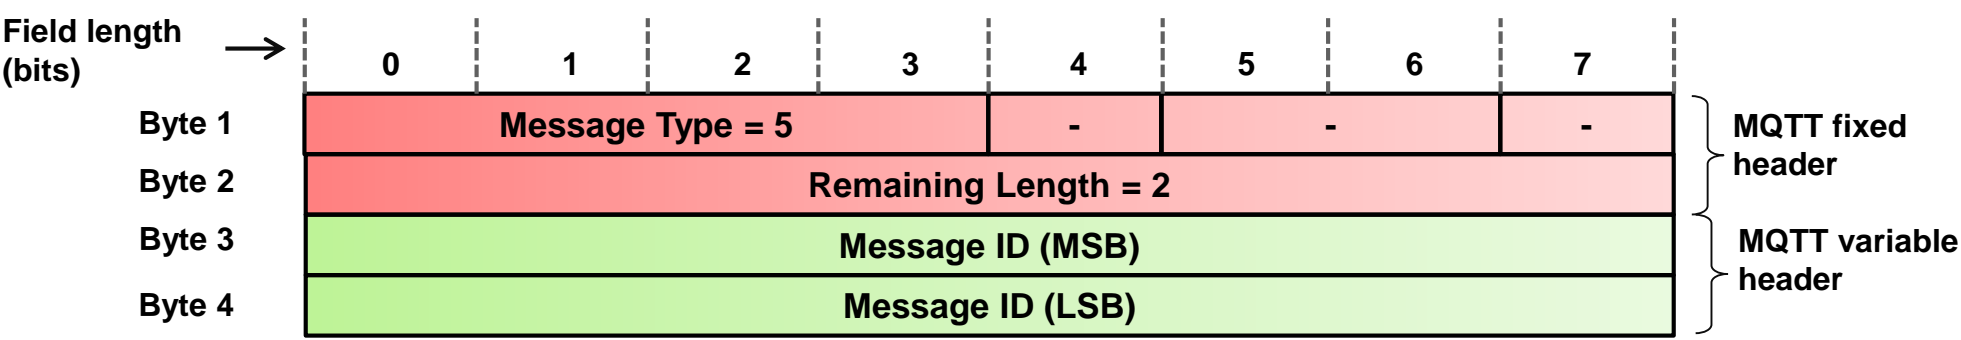 Field length
(bits)
0 1 2 3 4 5 6 7
Byte 1
Message Type = 5 - - -
MQTT fixed
header
Byte 2
Remaining Length = 2
Byte 3
Message ID (MSB)
MQTT variable
header
Byte 4
Message ID (LSB)